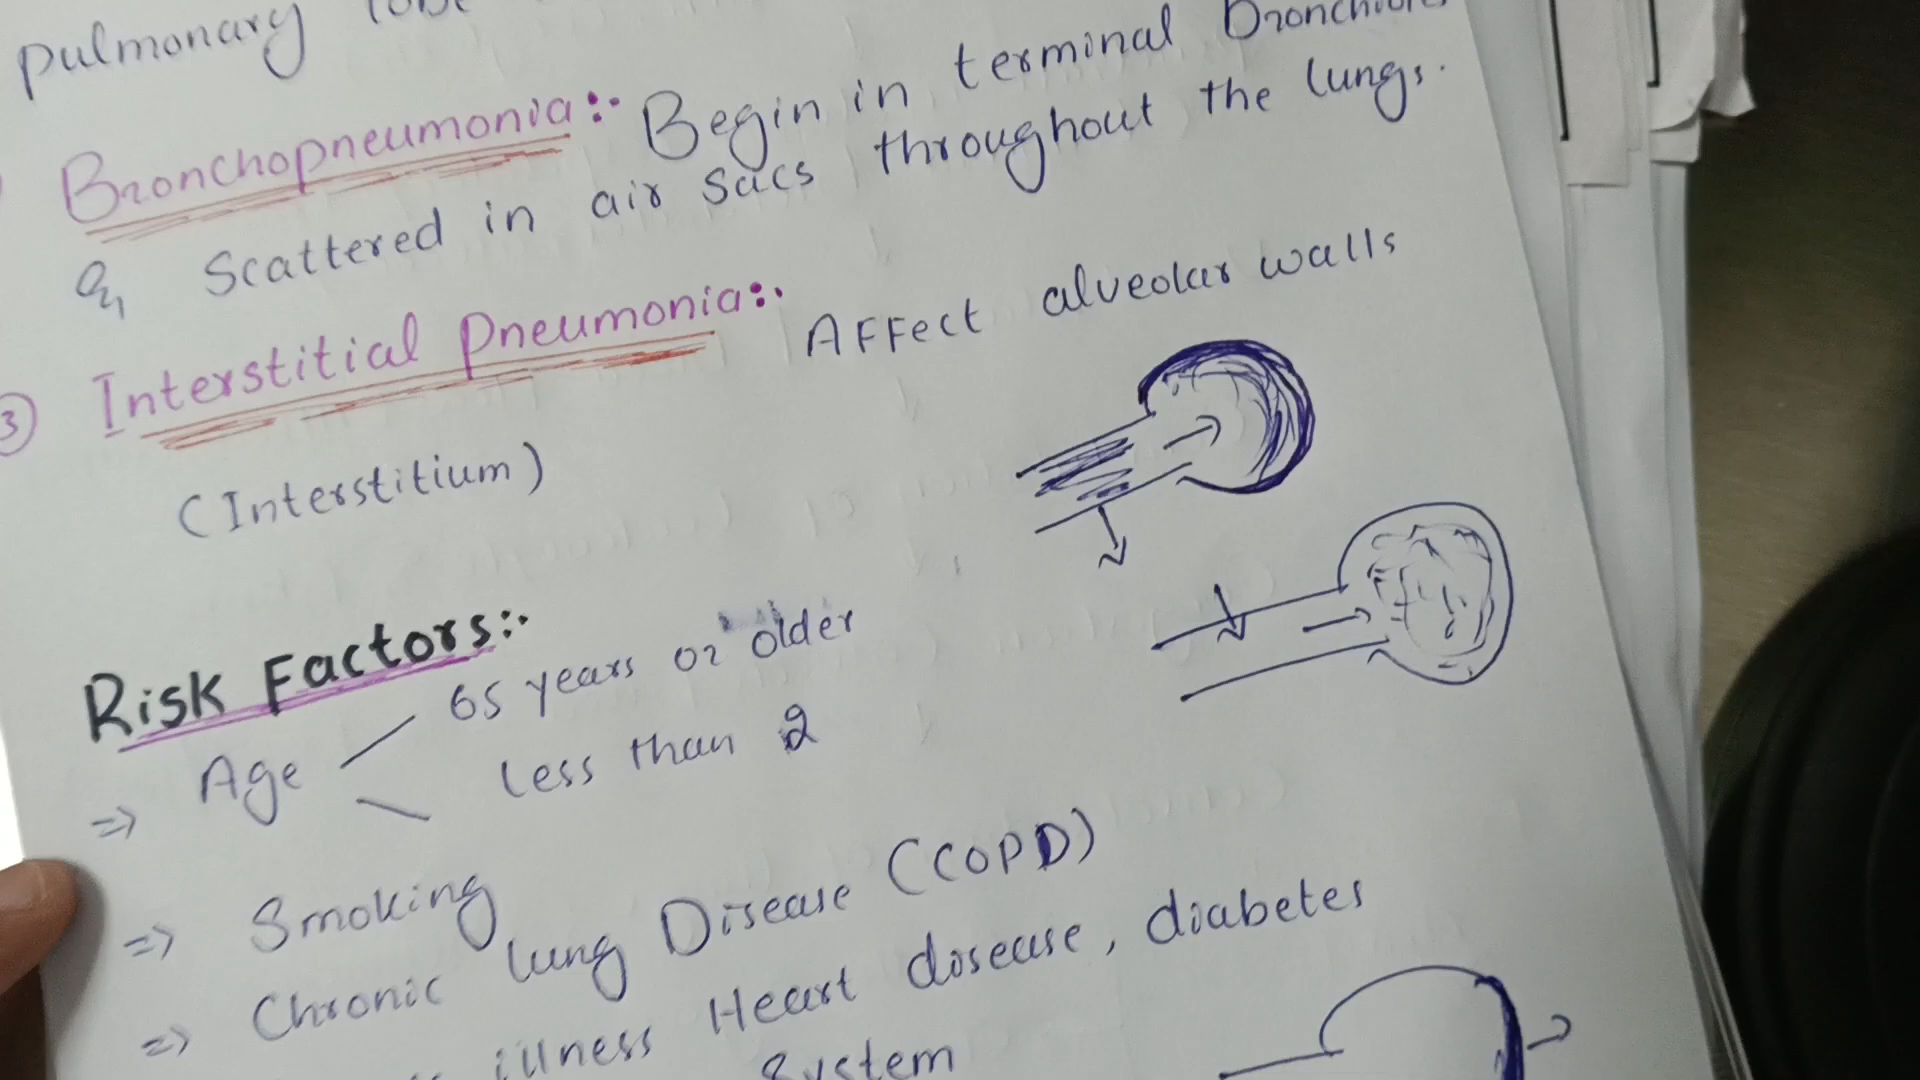 pulmonary
Bronchopneumonia:- Begin in terminal
& Scattered in air sacs throughout the lungs.
③ Interstitial Pneumonia:- Affect alveolar walls
(Interstitium)
Risk Factors:-
⇒ Age 65 years or older
less than 2
⇒ Smoking
⇒ Chronic lung Disease (COPD)
illness Heart disease, diabetes
System